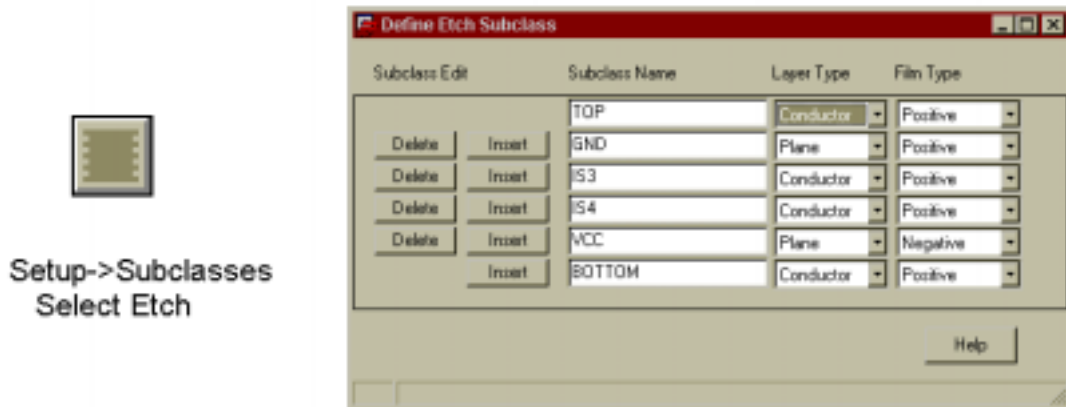 Define Etch Subclass
Subclass Edit Subclass Name Layer Type Film Type
TOP Conductor Positive
Delete Insert GND Plane Positive
Delete Insert IS3 Conductor Positive
Delete Insert IS4 Conductor Positive
Delete Insert VCC Plane Negative
Insert BOTTOM Conductor Positive
Help
Setup->Subclasses
Select Etch